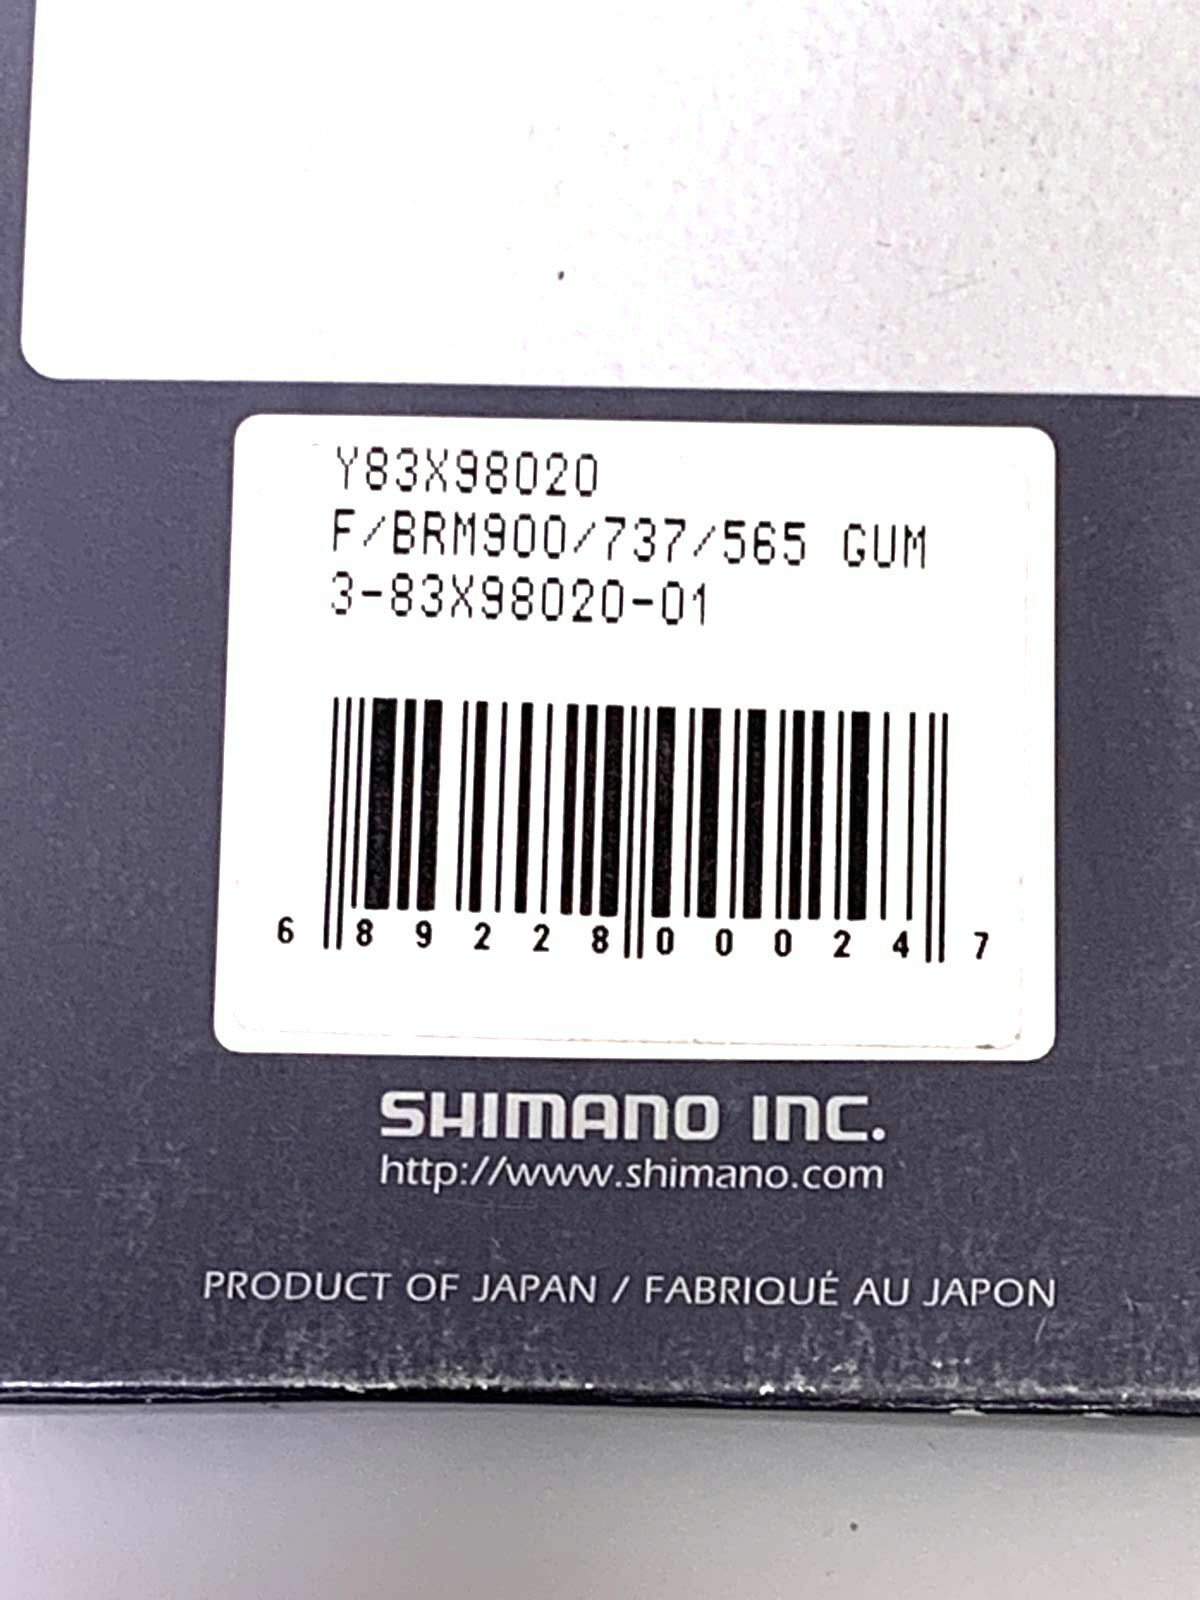 Y83X98020
F/BRM900/737/565 GUM
3-83X98020-01
6 89228 00024 7
SHIMANO INC.
http://www.shimano.com
PRODUCT OF JAPAN / FABRIQUÉ AU JAPON